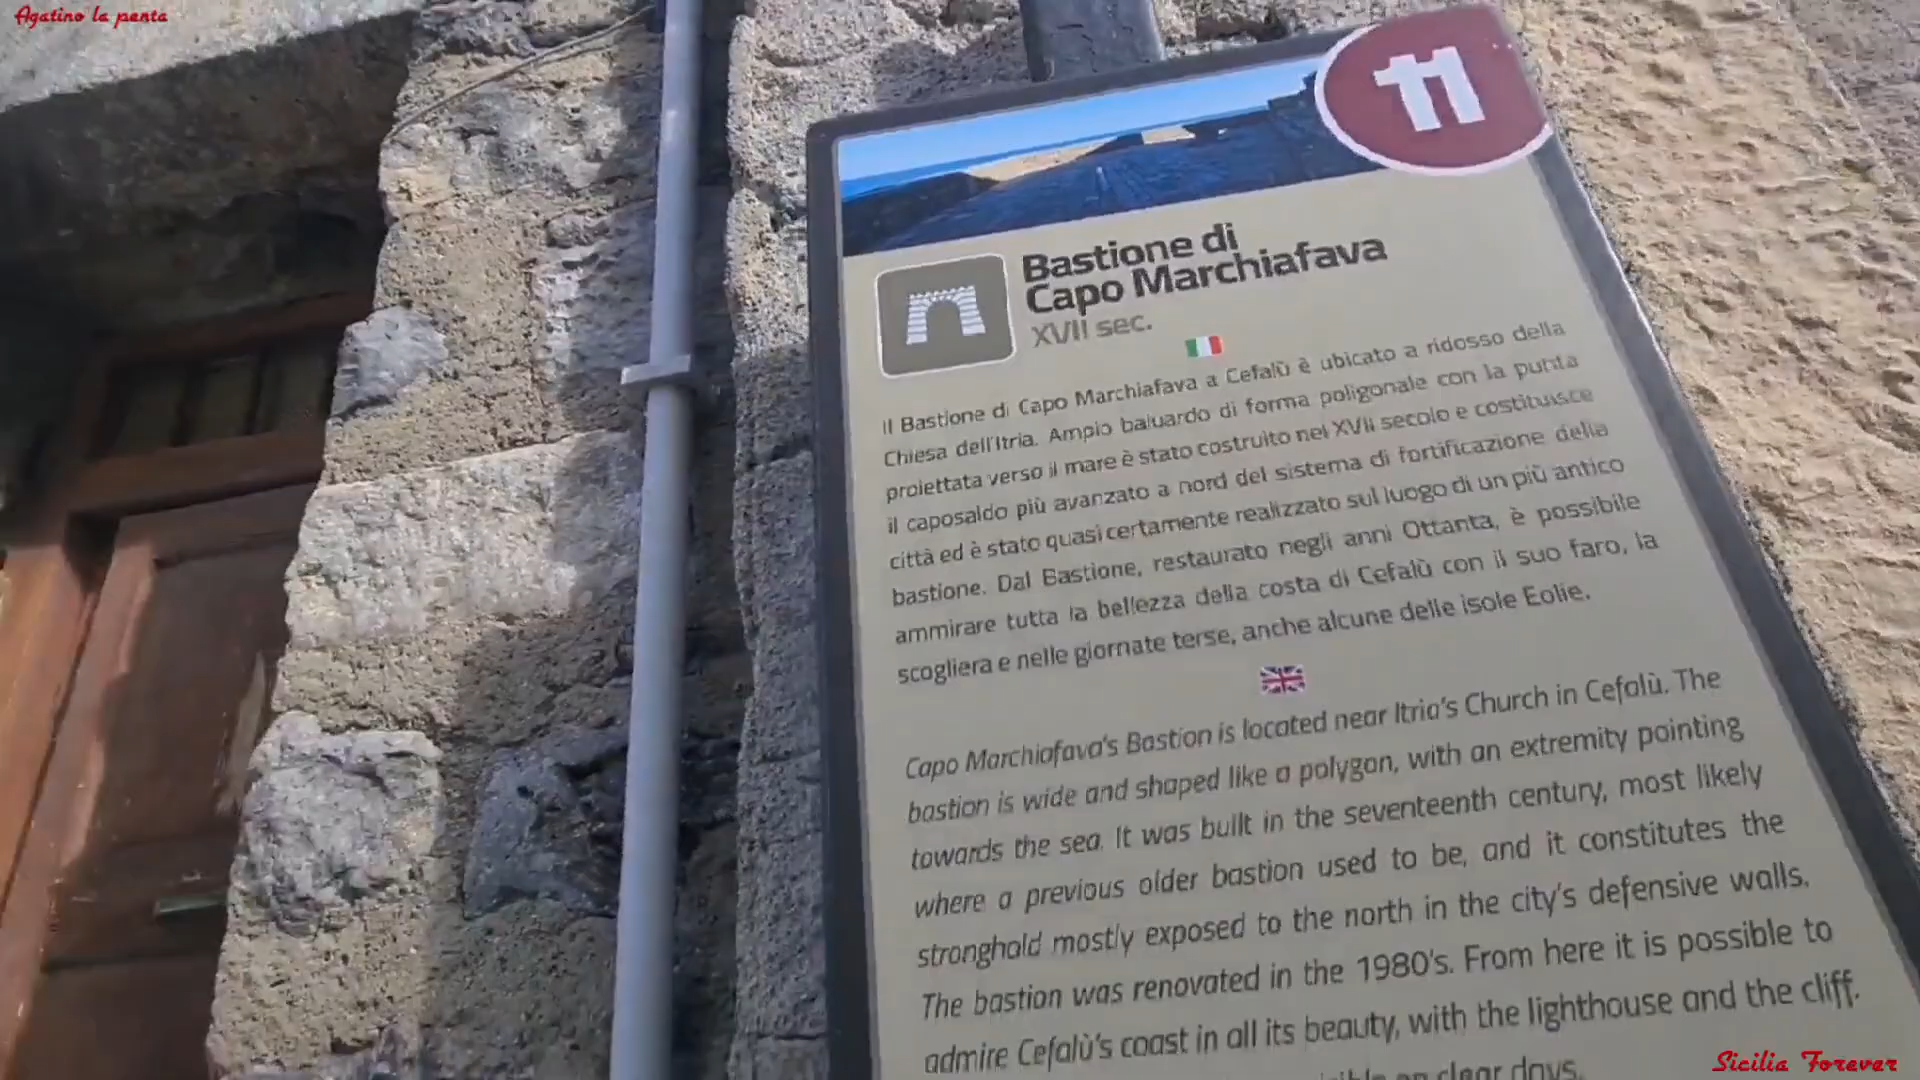 Agatino la penta
11
Bastione di
Capo Marchiafava
XVII sec.
Il Bastione di Capo Marchiafava a Cefalù è ubicato a ridosso della
Chiesa dell'Itria. Ampio baluardo di forma poligonale con la punta
proiettata verso il mare è stato costruito nel XVII secolo e costituisce
il caposaldo più avanzato a nord del sistema di fortificazione della
città ed è stato quasi certamente realizzato sul luogo di un più antico
bastione. Dal Bastione, restaurato negli anni Ottanta, è possibile
ammirare tutta la bellezza della costa di Cefalù con il suo faro, la
scogliera e nelle giornate terse, anche alcune delle isole Eolie.
Capo Marchiafava's Bastion is located near Itria's Church in Cefalù. The
bastion is wide and shaped like a polygon, with an extremity pointing
towards the sea. It was built in the seventeenth century, most likely
where a previous older bastion used to be, and it constitutes the
stronghold mostly exposed to the north in the city's defensive walls.
The bastion was renovated in the 1980's. From here it is possible to
admire Cefalù's coast in all its beauty, with the lighthouse and the cliff.
on clear days.
Sicilia Forever